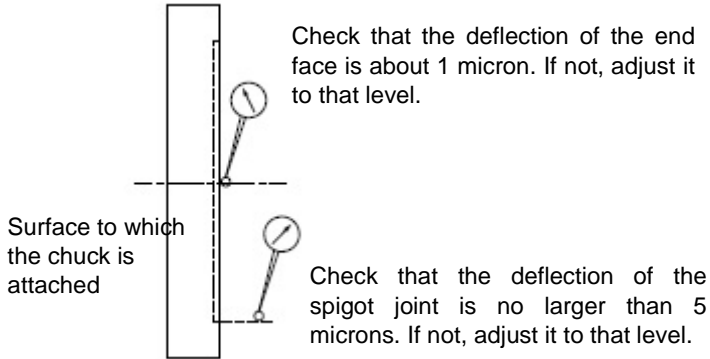 Check that the deflection of the end
face is about 1 micron. If not, adjust it
to that level.
Surface to which
the chuck is
attached
Check that the deflection of the
spigot joint is no larger than 5
microns. If not, adjust it to that level.